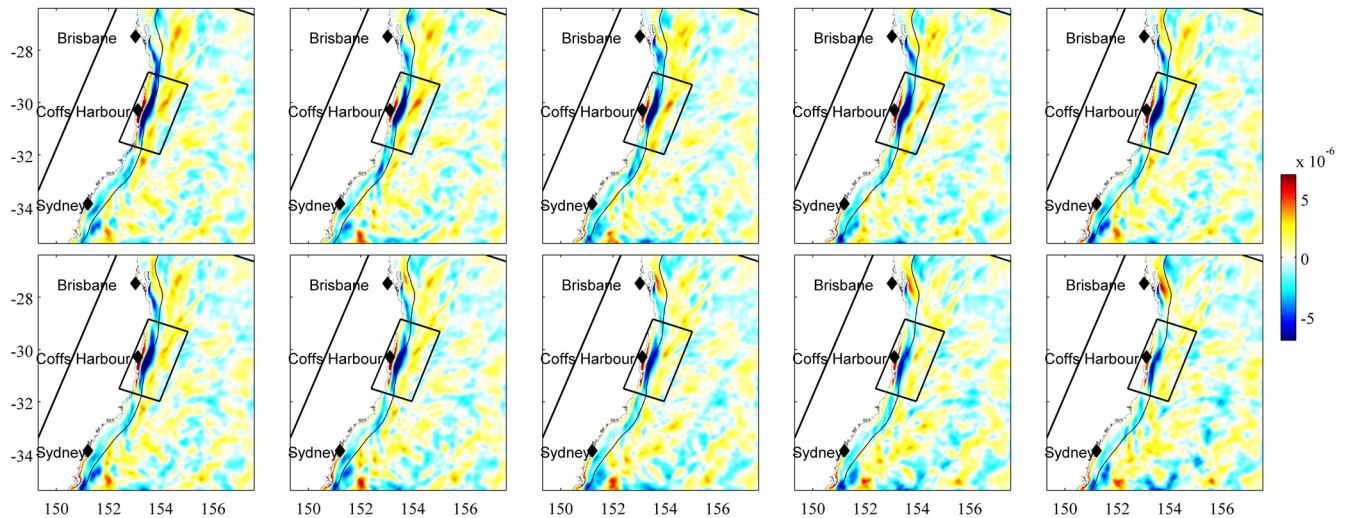 Brisbane Brisbane Brisbane Brisbane Brisbane
-28
Coffs Harbour Coffs Harbour Coffs Harbour Coffs Harbour Coffs Harbour
-30
-32
x 10^-6
5
0
-5
Sydney Sydney Sydney Sydney Sydney
-34
Brisbane Brisbane Brisbane Brisbane Brisbane
-28
Coffs Harbour Coffs Harbour Coffs Harbour Coffs Harbour Coffs Harbour
-30
-32
Sydney Sydney Sydney Sydney Sydney
-34
150 152 154 156 150 152 154 156 150 152 154 156 150 152 154 156 150 152 154 156